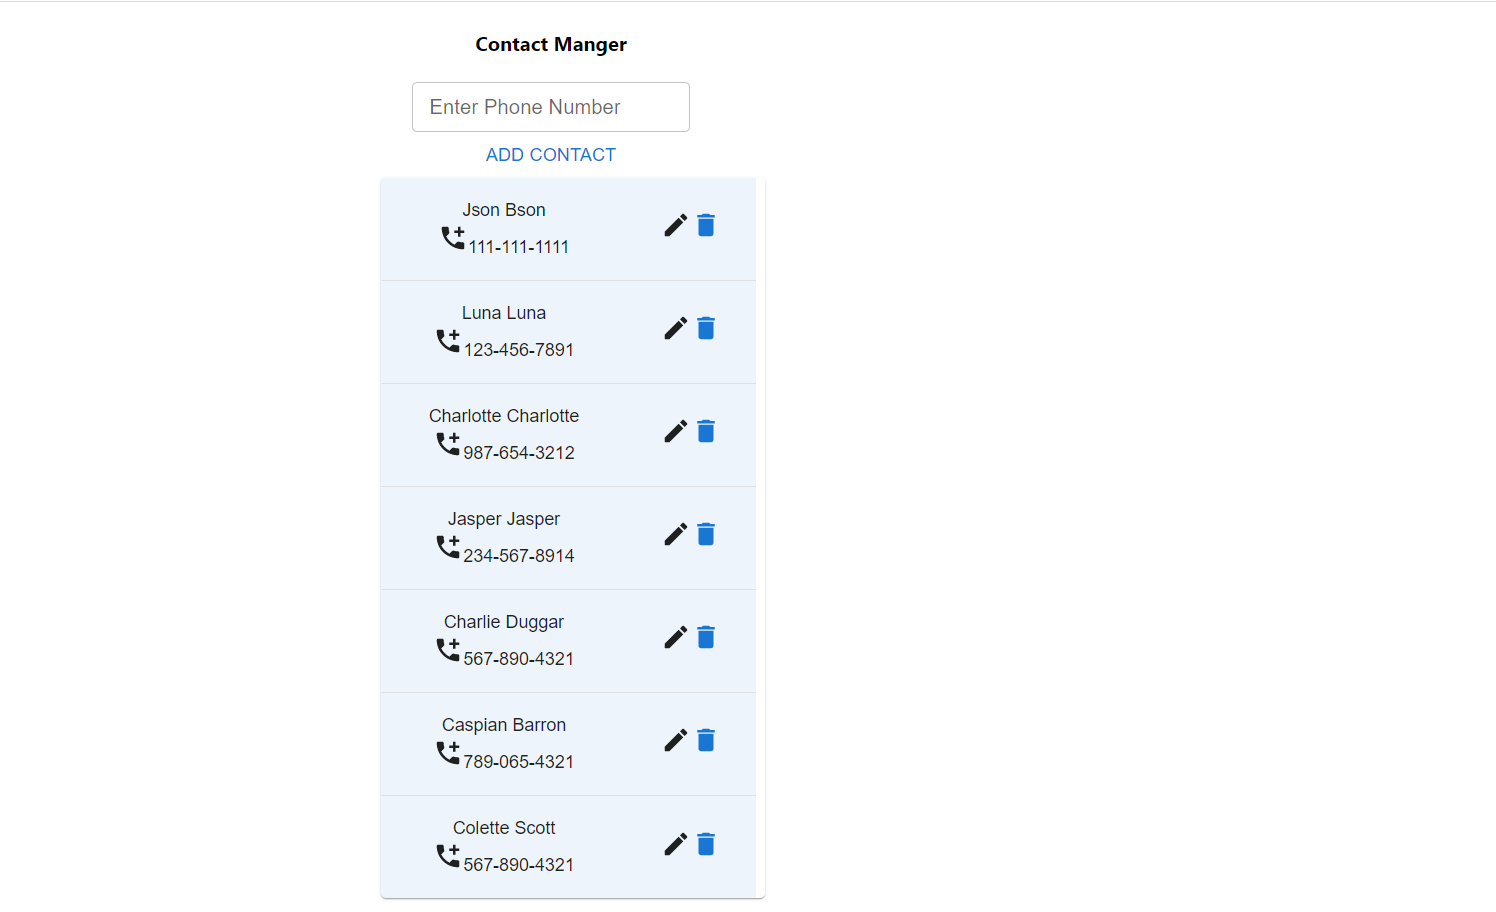 Contact Manger
Enter Phone Number
ADD CONTACT
Json Bson
111-111-1111
Luna Luna
123-456-7891
Charlotte Charlotte
987-654-3212
Jasper Jasper
234-567-8914
Charlie Duggar
567-890-4321
Caspian Barron
789-065-4321
Colette Scott
567-890-4321